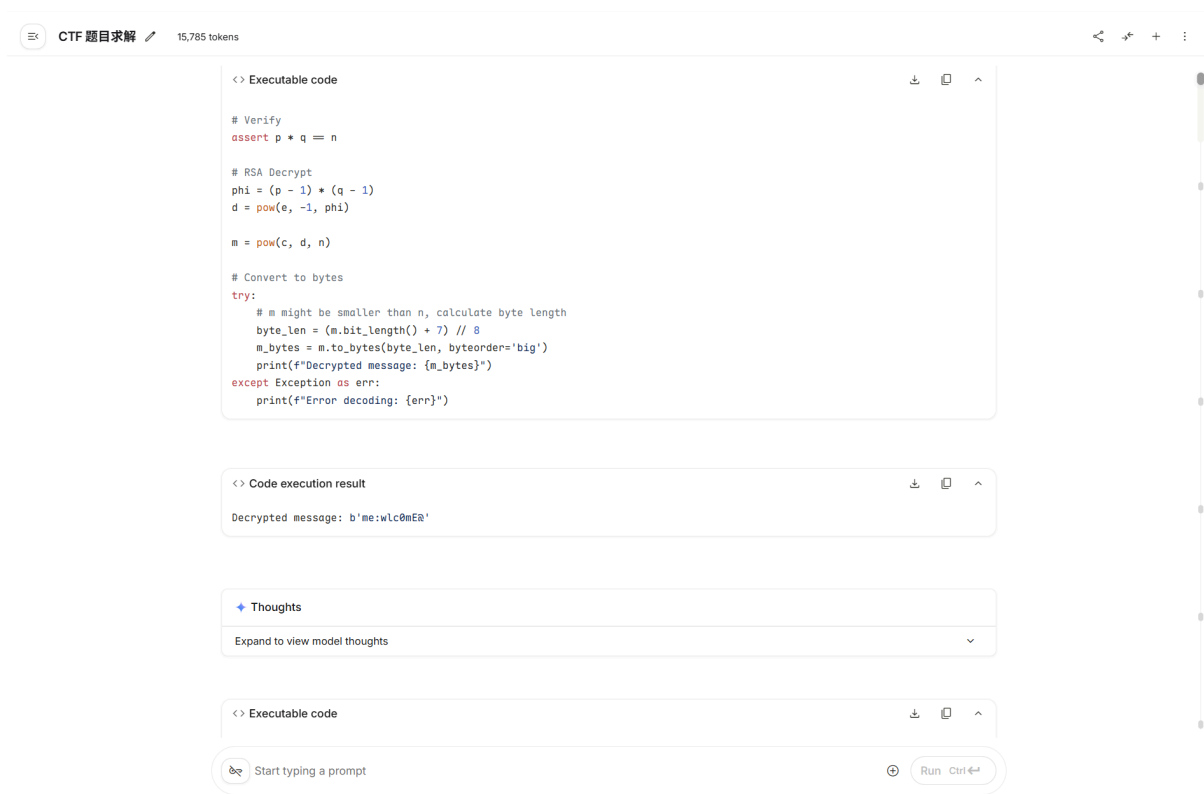 CTF 题目求解 15,785 tokens
<> Executable code
# Verify
assert p * q == n
# RSA Decrypt
phi = (p - 1) * (q - 1)
d = pow(e, -1, phi)
m = pow(c, d, n)
# Convert to bytes
try:
    # m might be smaller than n, calculate byte length
    byte_len = (m.bit_length() + 7) // 8
    m_bytes = m.to_bytes(byte_len, byteorder='big')
    print(f"Decrypted message: {m_bytes}")
except Exception as err:
    print(f"Error decoding: {err}")
<> Code execution result
Decrypted message: b'me:wlc0mE@'
Thoughts
Expand to view model thoughts
<> Executable code
Start typing a prompt
Run Ctrl